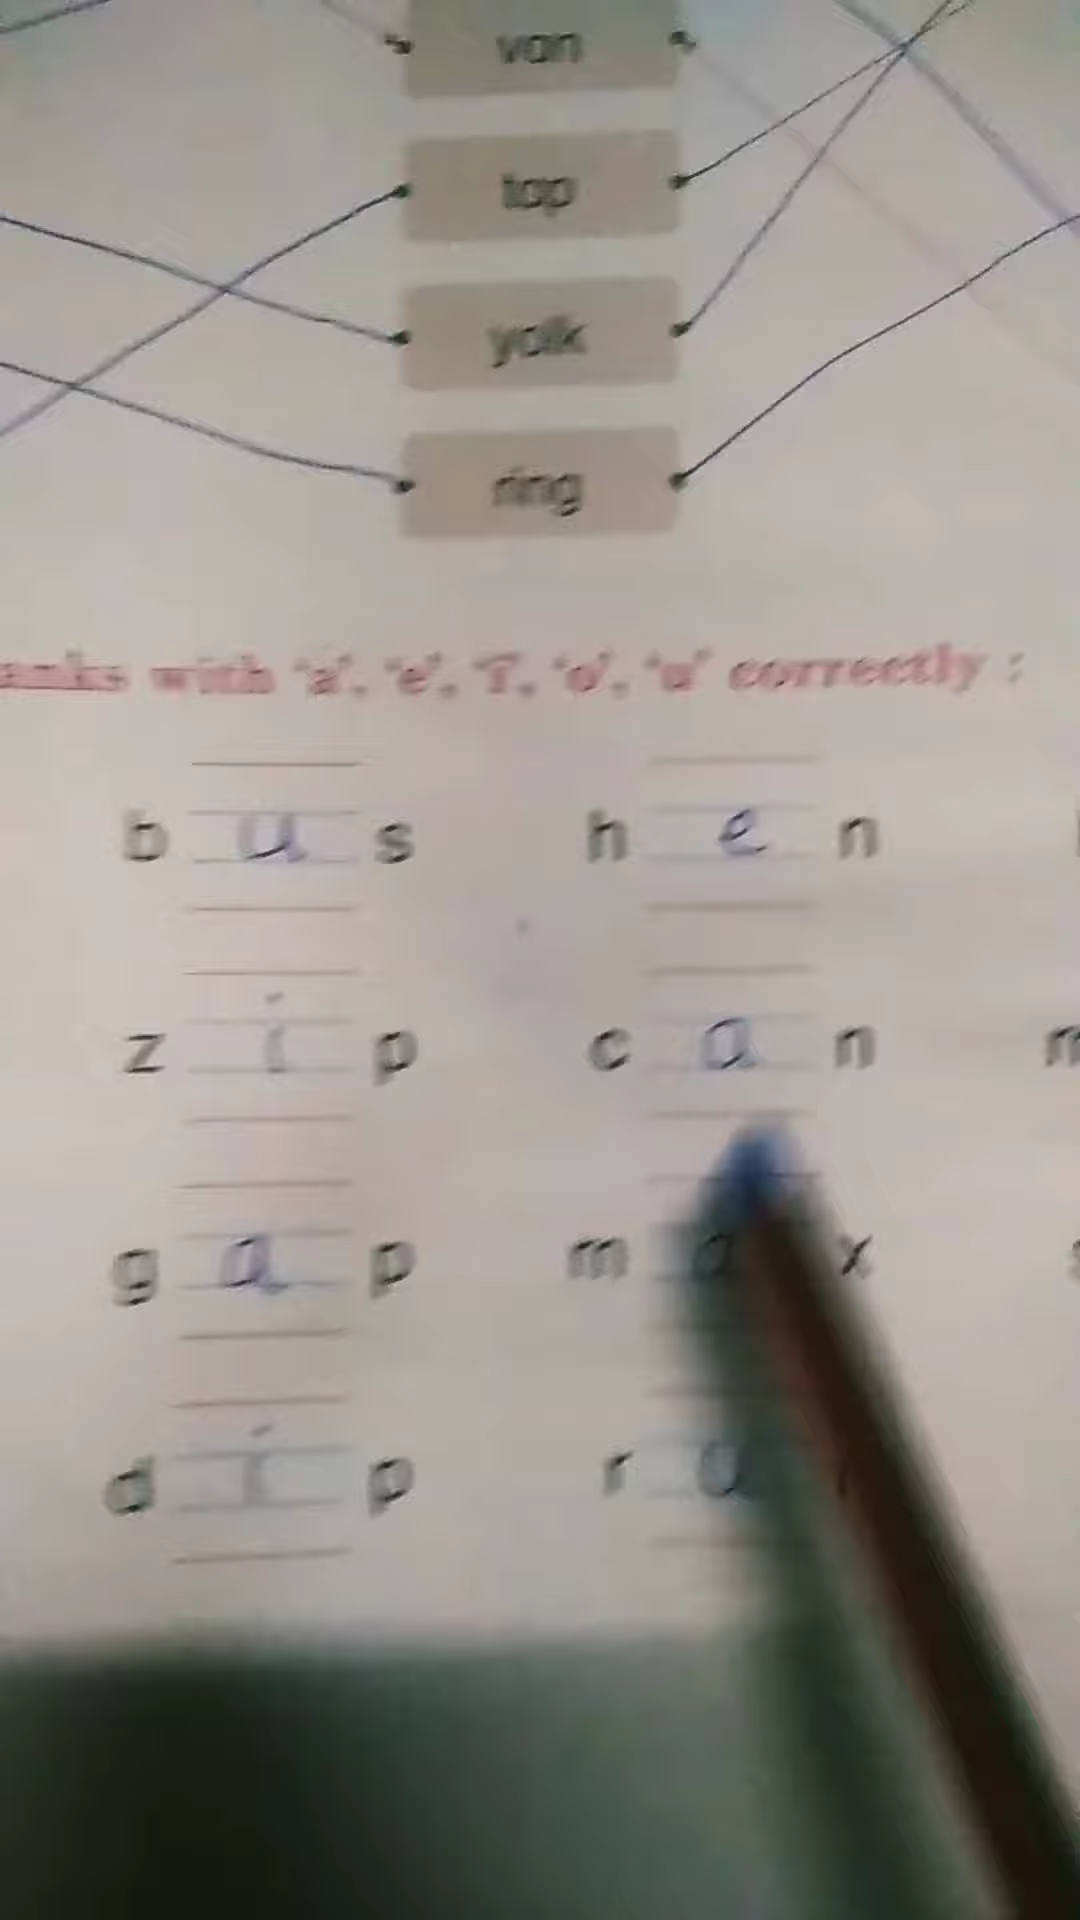 van
top
yolk
ring
anks with 'a', 'e', 'i', 'o', 'u' correctly :
b u s h e n
z i p c a n m
g a p m a x
d i p r a